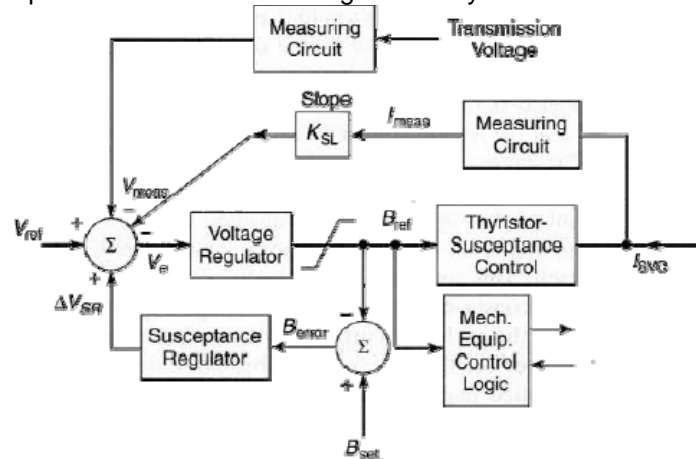 Measuring
Circuit
Transmission
Voltage
Slope
K_SL
I_meas
Measuring
Circuit
V_meas
V_ref
+
−
−
Σ
+
V_e
Voltage
Regulator
B_ref
Thyristor-
Susceptance
Control
I_SVC
ΔV_SR
Susceptance
Regulator
B_error
−
Σ
+
Mech.
Equip.
Control
Logic
B_set